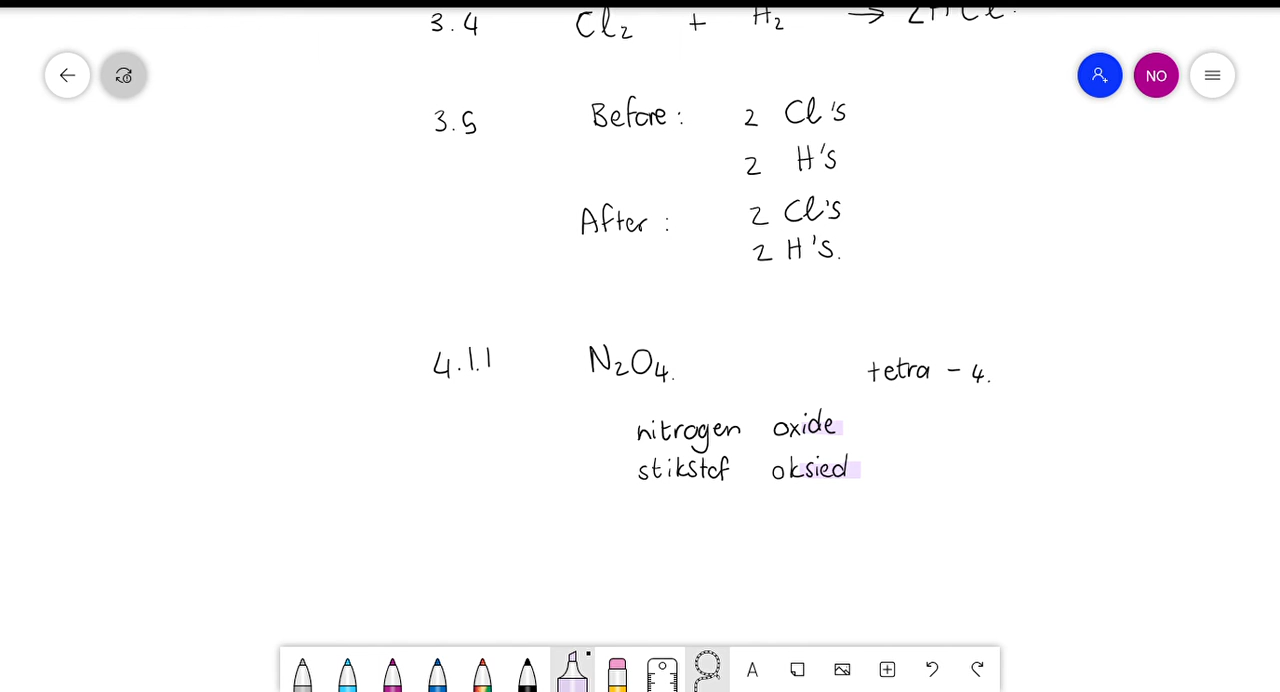 3.4 Cl₂ + H₂ → 2HCl.
NO
3.5 Before: 2 Cl's
2 H's
After: 2 Cl's
2 H's.
4.1.1 N₂O₄. tetra - 4.
nitrogen oxide
stikstof oksied
A